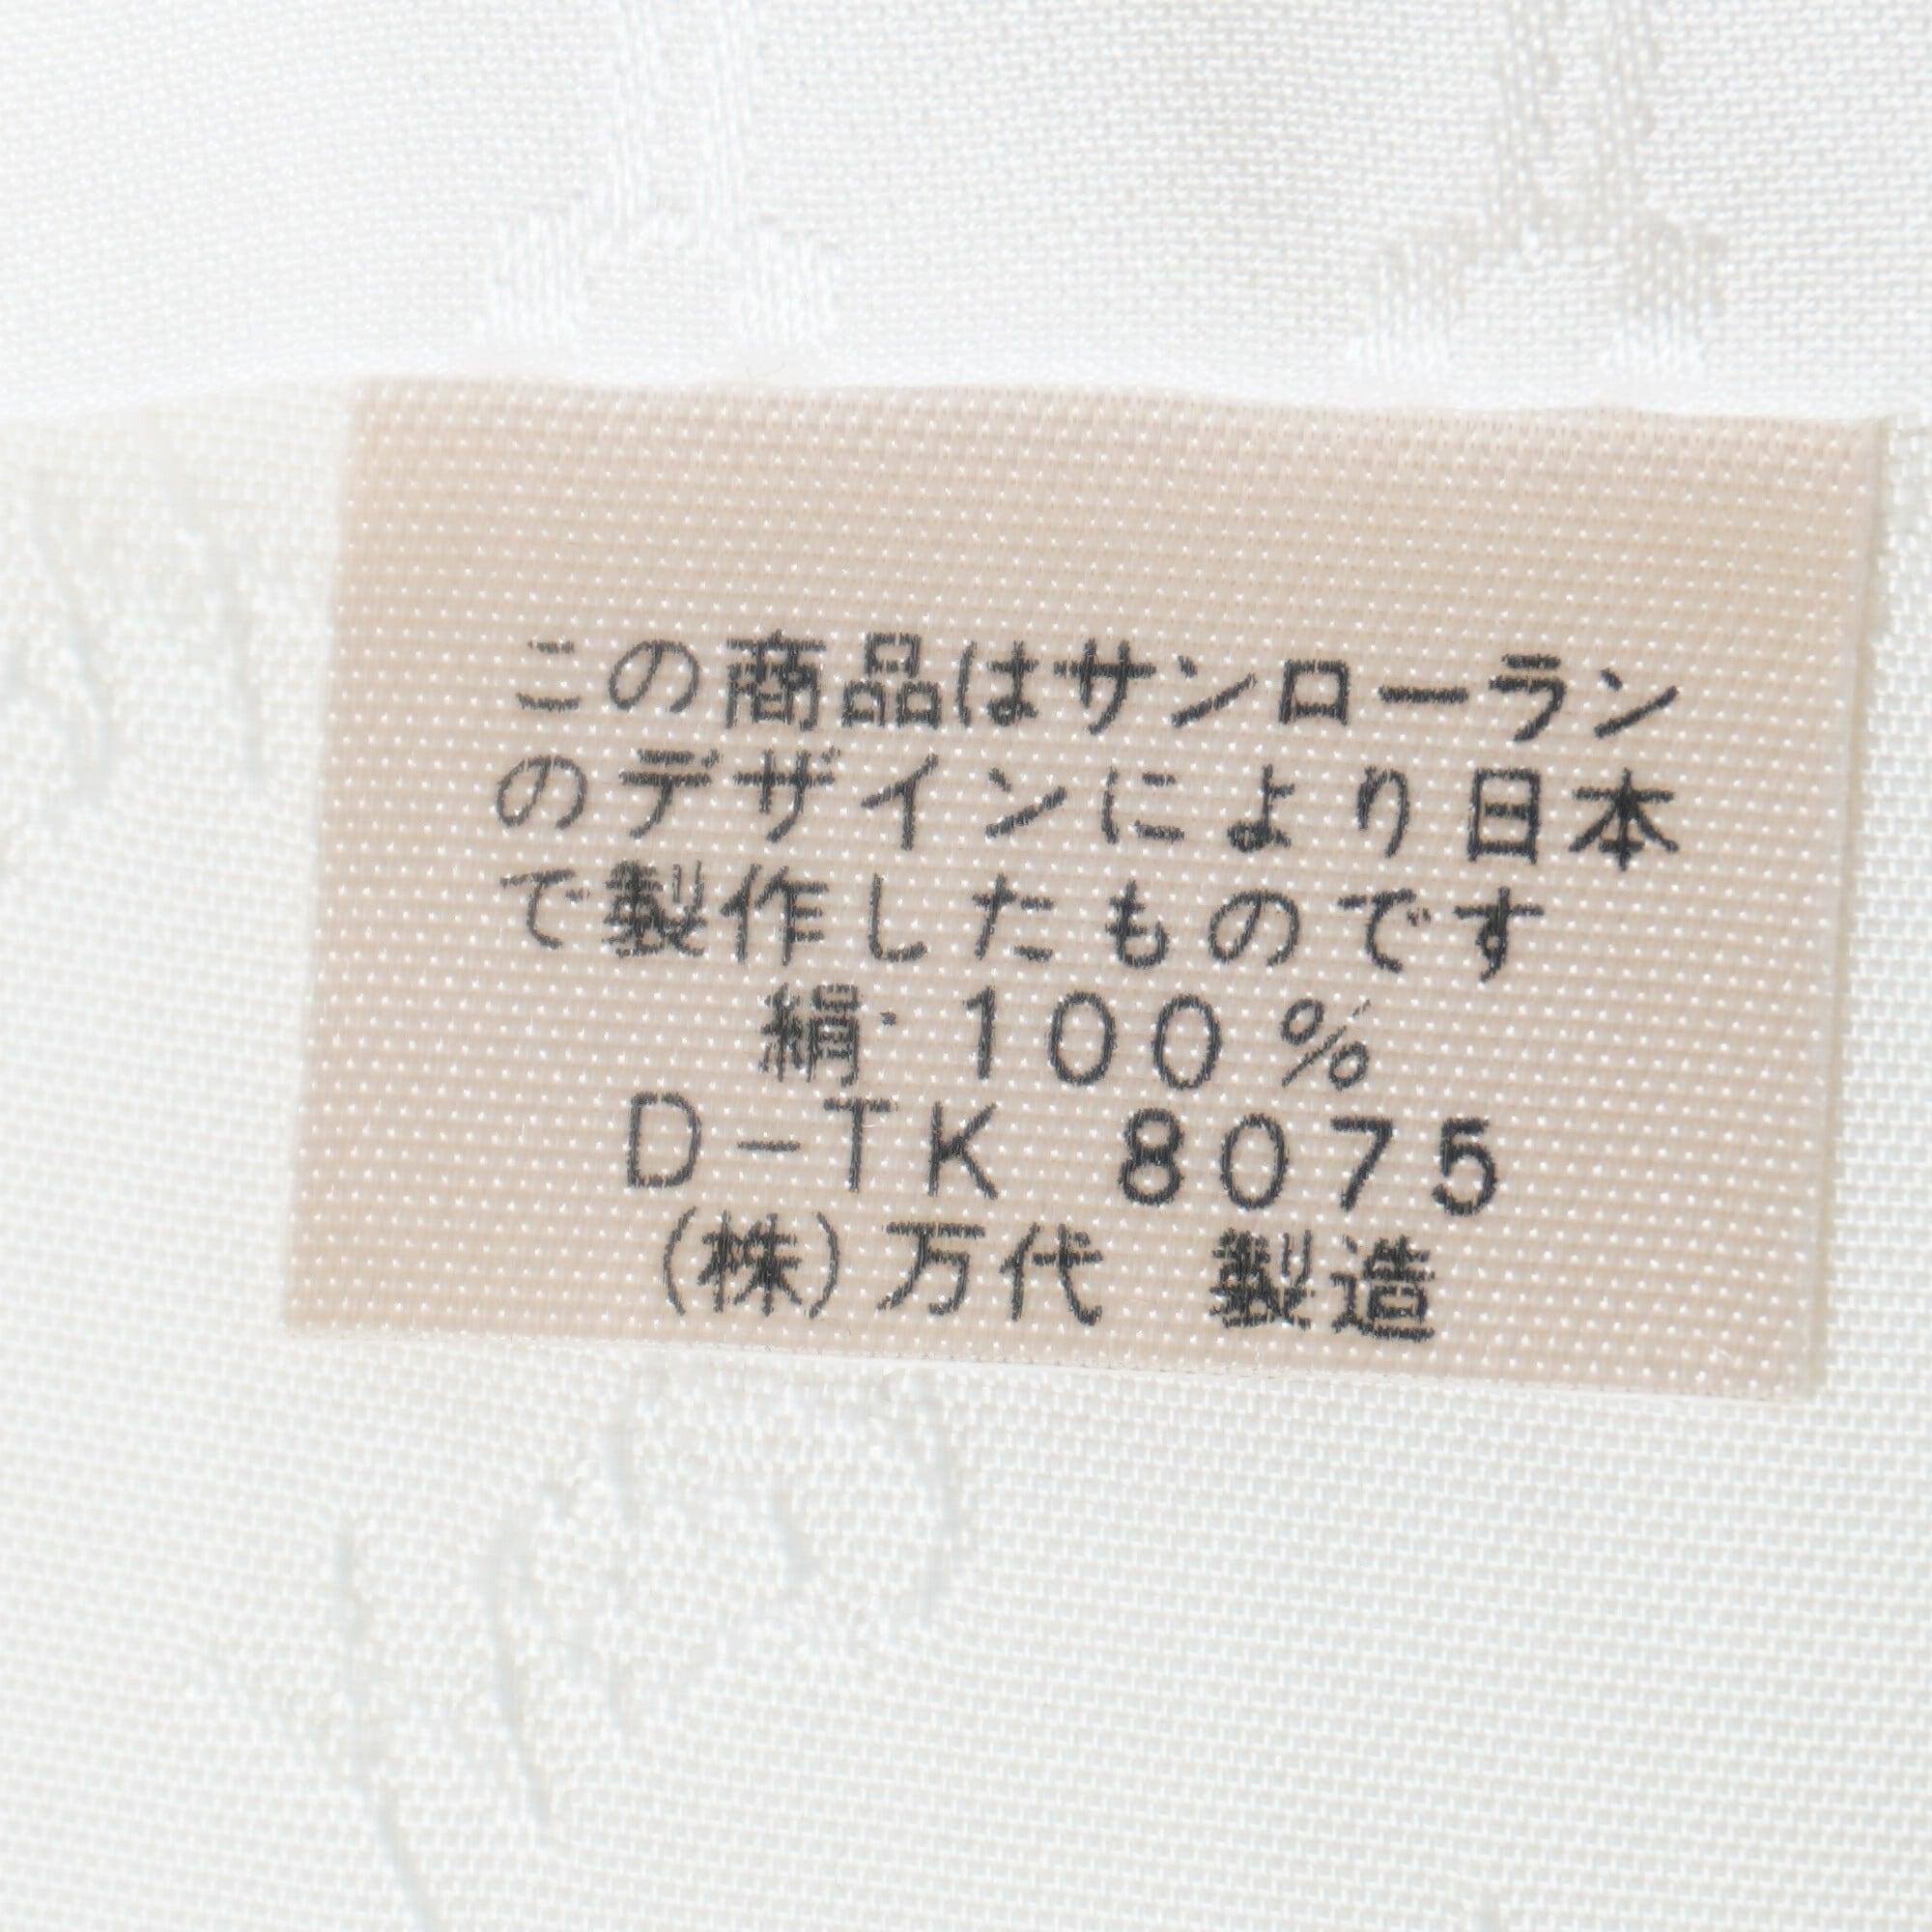 この商品はサンローラン
のデザインにより日本
で製作したものです
絹・100%
D-TK 8075
(株)万代 製造